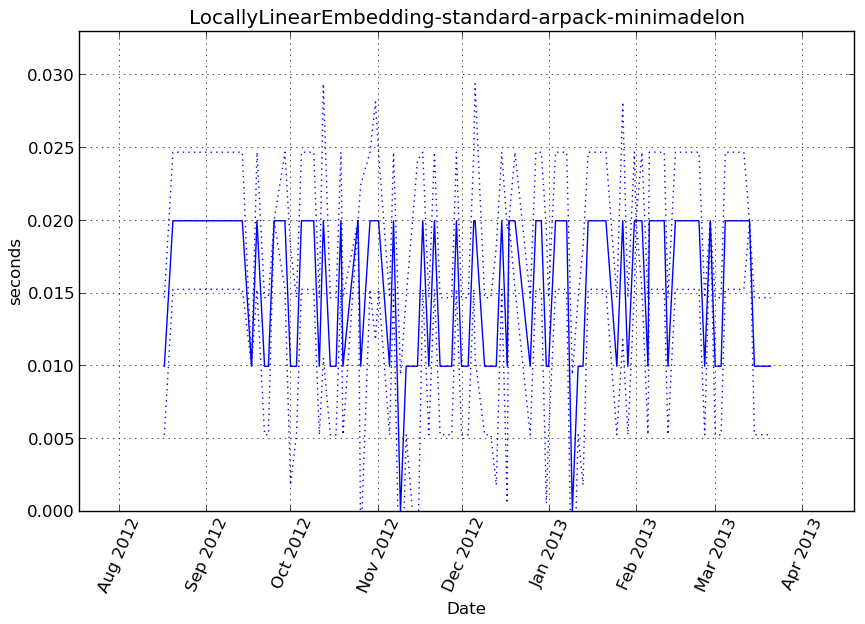 LocallyLinearEmbedding-standard-arpack-minimadelon
0.030
0.025
0.020
0.015
0.010
0.005
0.000
seconds
Aug 2012
Sep 2012
Oct 2012
Nov 2012
Dec 2012
Jan 2013
Feb 2013
Mar 2013
Apr 2013
Date